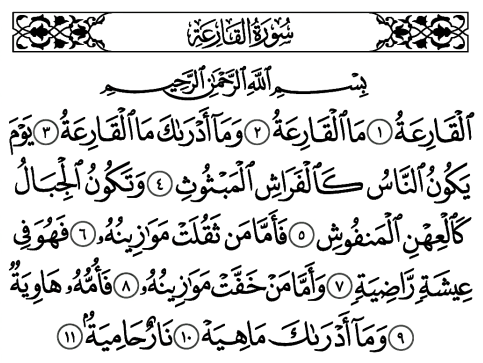 سُورَةُ القَارِعَةِ
بِسْمِ ٱللَّهِ ٱلرَّحْمَٰنِ ٱلرَّحِيمِ
ٱلْقَارِعَةُ ١ مَا ٱلْقَارِعَةُ ٢ وَمَآ أَدْرَىٰكَ مَا ٱلْقَارِعَةُ ٣ يَوْمَ
يَكُونُ ٱلنَّاسُ كَٱلْفَرَاشِ ٱلْمَبْثُوثِ ٤ وَتَكُونُ ٱلْجِبَالُ
كَٱلْعِهْنِ ٱلْمَنفُوشِ ٥ فَأَمَّا مَن ثَقُلَتْ مَوَٰزِينُهُۥ ٦ فَهُوَ فِي
عِيشَةٍ رَّاضِيَةٍ ٧ وَأَمَّا مَنْ خَفَّتْ مَوَٰزِينُهُۥ ٨ فَأُمُّهُۥ هَاوِيَةٌ
٩ وَمَآ أَدْرَىٰكَ مَا هِيَهْ ١٠ نَارٌ حَامِيَةٌۢ ١١